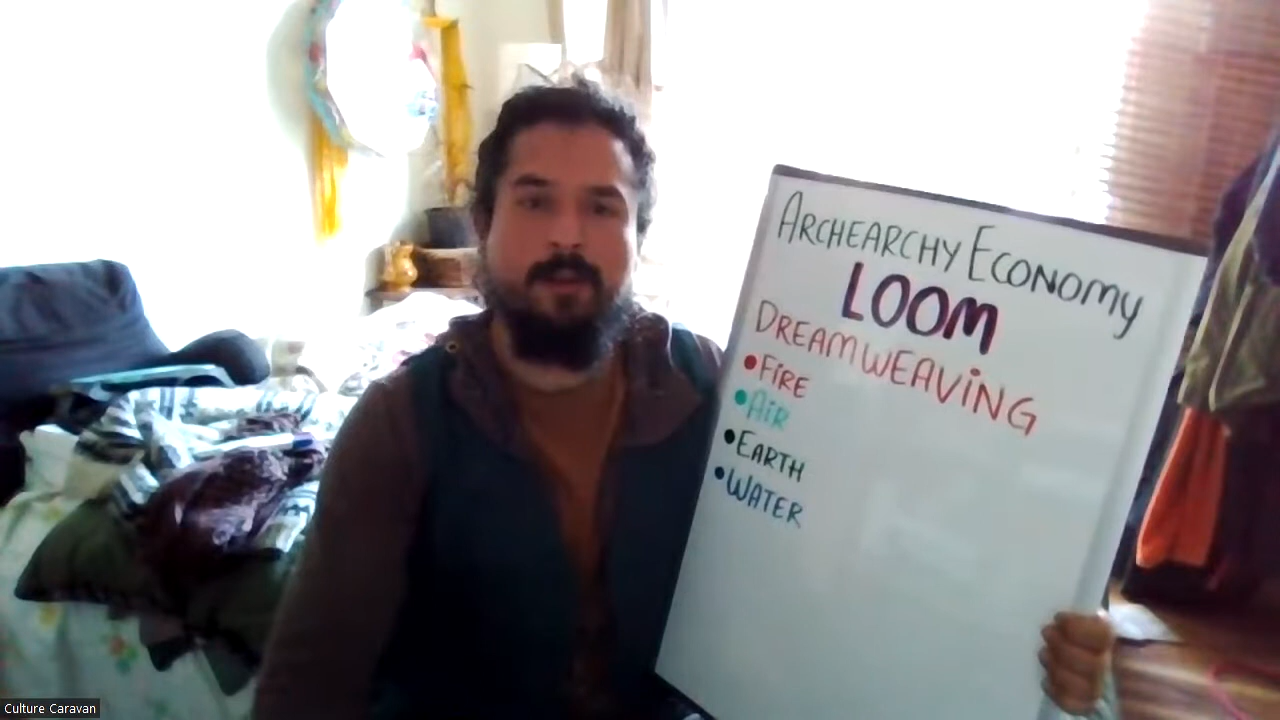 Archearchy Economy
LOOM
DREAMWEAVING
• FIRE
• AIR
• EARTH
• WATER
Culture Caravan